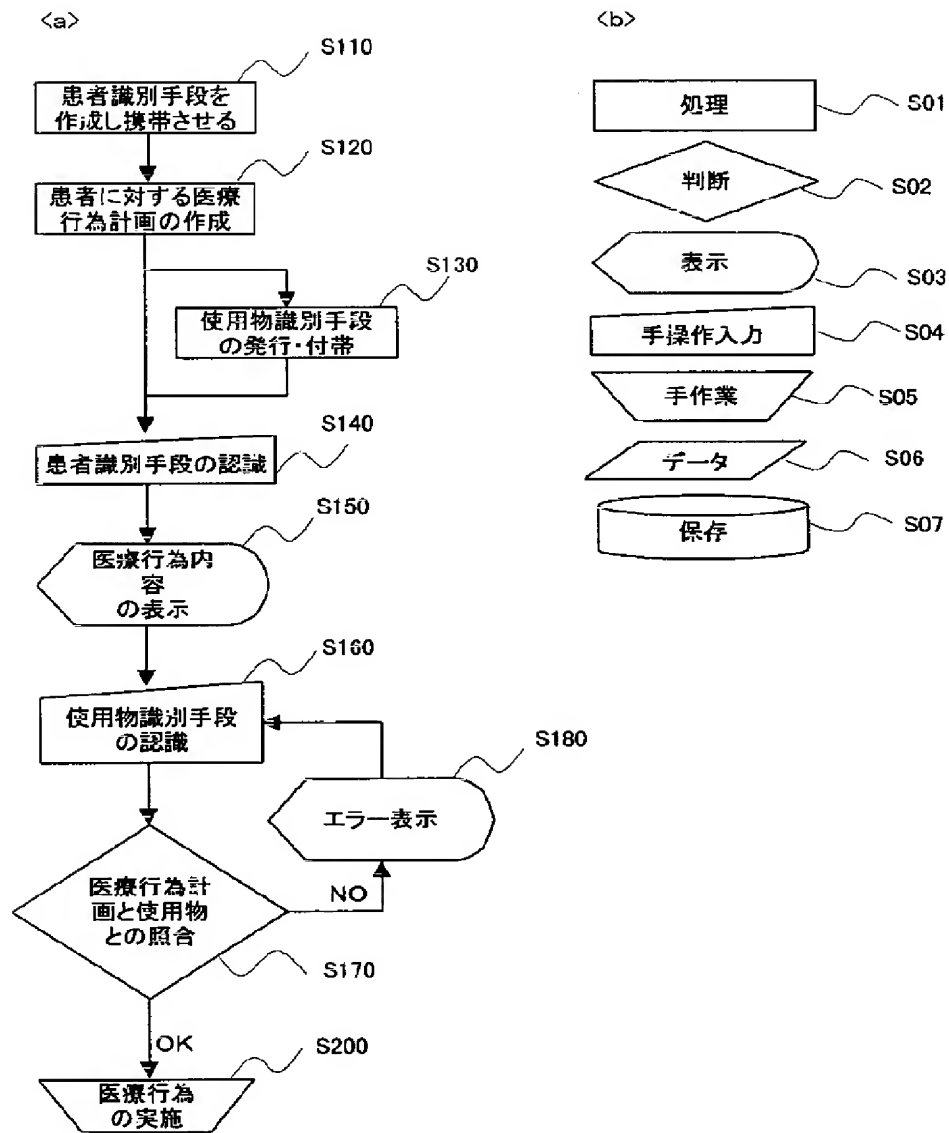 <a>
S110
患者識別手段を
作成し携帯させる
S120
患者に対する医療
行為計画の作成
S130
使用物識別手段
の発行・付帯
S140
患者識別手段の認識
S150
医療行為内
容
の表示
S160
使用物識別手段
の認識
S180
エラー表示
医療行為計
画と使用物
との照合
NO
S170
OK
S200
医療行為
の実施
<b>
処理
S01
判断
S02
表示
S03
手操作入力
S04
手作業
S05
データ
S06
保存
S07